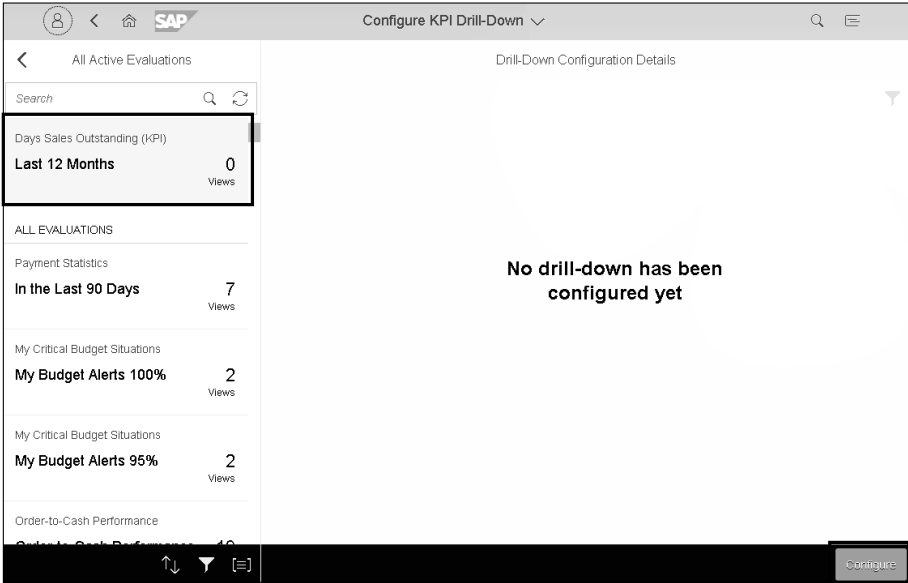 SAP
Configure KPI Drill-Down
All Active Evaluations
Drill-Down Configuration Details
Search
Days Sales Outstanding (KPI)
Last 12 Months 0
Views
ALL EVALUATIONS
Payment Statistics
In the Last 90 Days 7
Views
No drill-down has been
configured yet
My Critical Budget Situations
My Budget Alerts 100% 2
Views
My Critical Budget Situations
My Budget Alerts 95% 2
Views
Order-to-Cash Performance
Configure